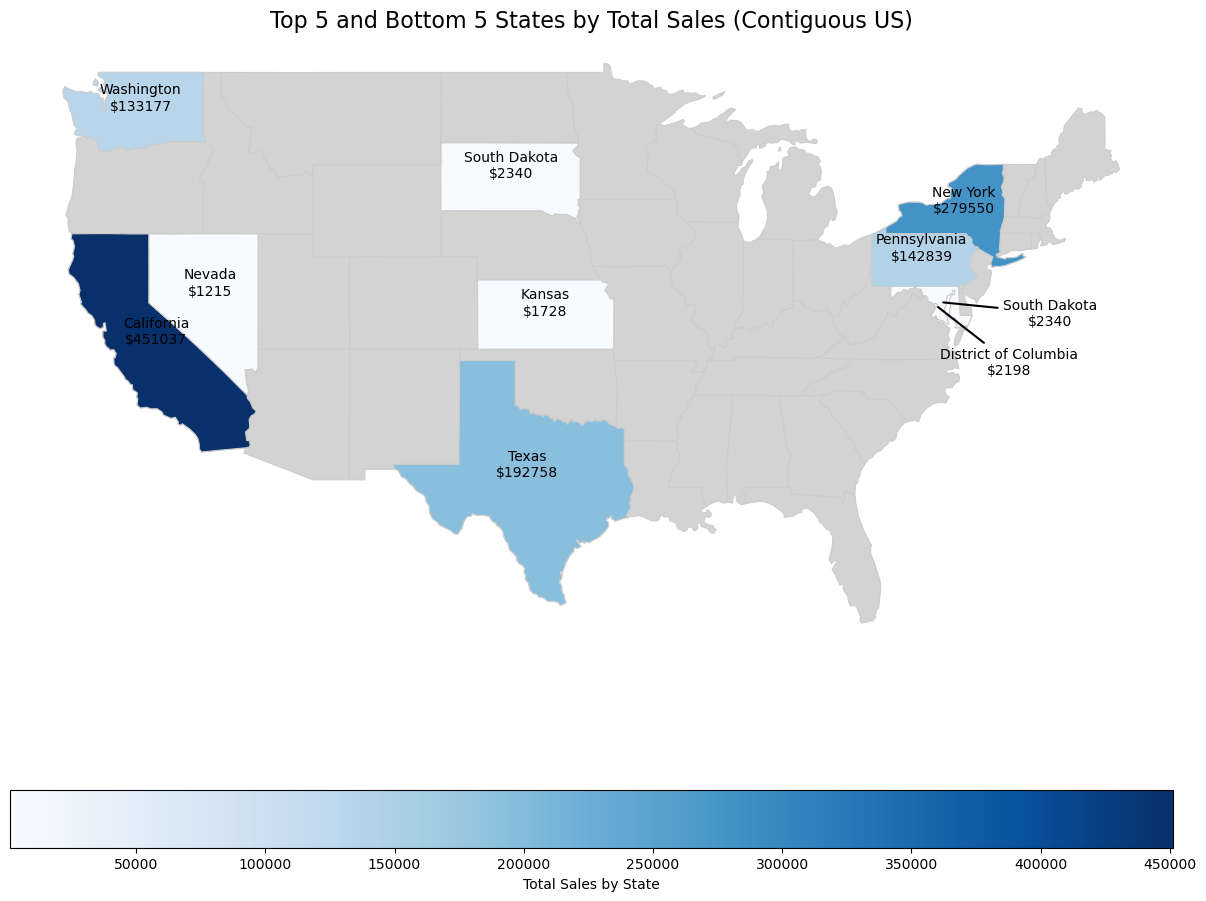 Top 5 and Bottom 5 States by Total Sales (Contiguous US)
Washington
$133177
South Dakota
$2340
New York
$279550
Pennsylvania
$142839
Nevada
$1215
Kansas
$1728
South Dakota
$2340
California
$451037
District of Columbia
$2198
Texas
$192758
50000 100000 150000 200000 250000 300000 350000 400000 450000
Total Sales by State